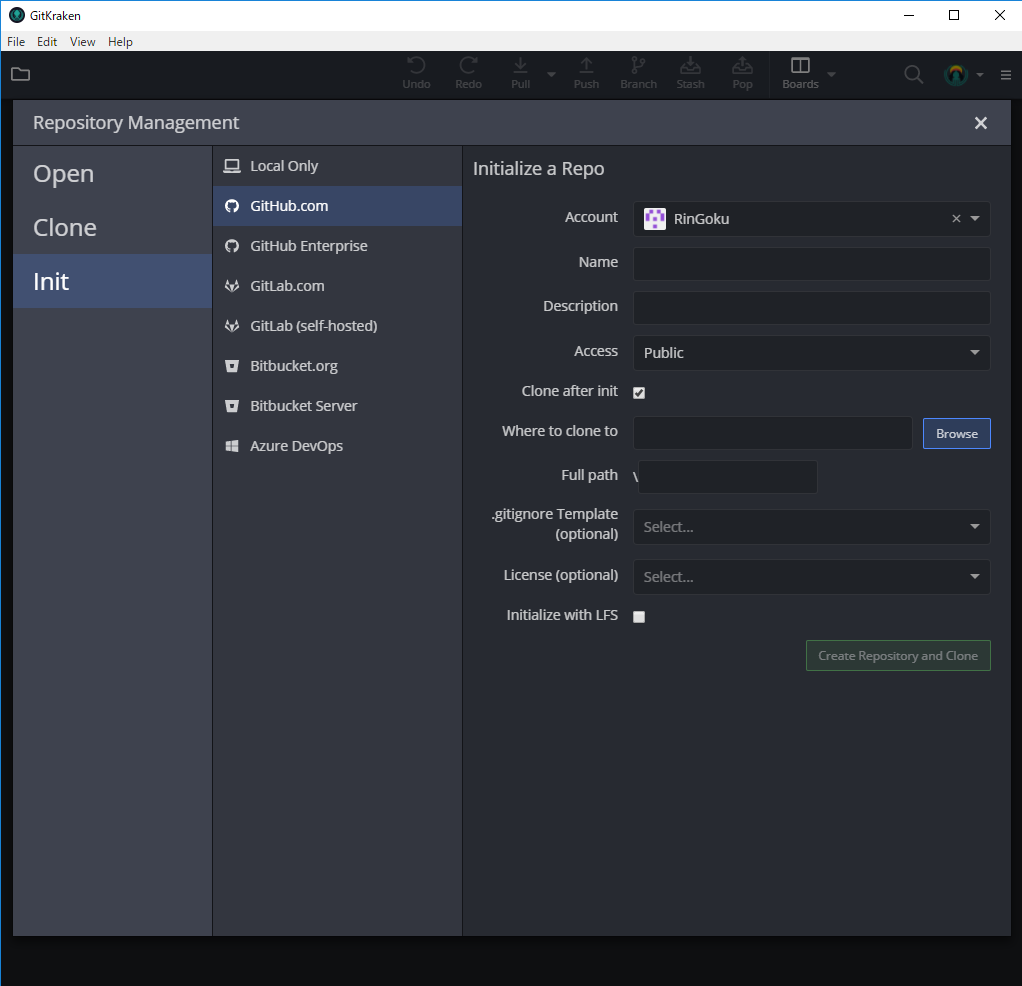 GitKraken
File Edit View Help
Undo Redo Pull Push Branch Stash Pop Boards
Repository Management
Open
Clone
Init
Local Only
GitHub.com
GitHub Enterprise
GitLab.com
GitLab (self-hosted)
Bitbucket.org
Bitbucket Server
Azure DevOps
Initialize a Repo
Account RinGoku
Name
Description
Access Public
Clone after init
Where to clone to Browse
Full path \
.gitignore Template
(optional) Select...
License (optional) Select...
Initialize with LFS
Create Repository and Clone